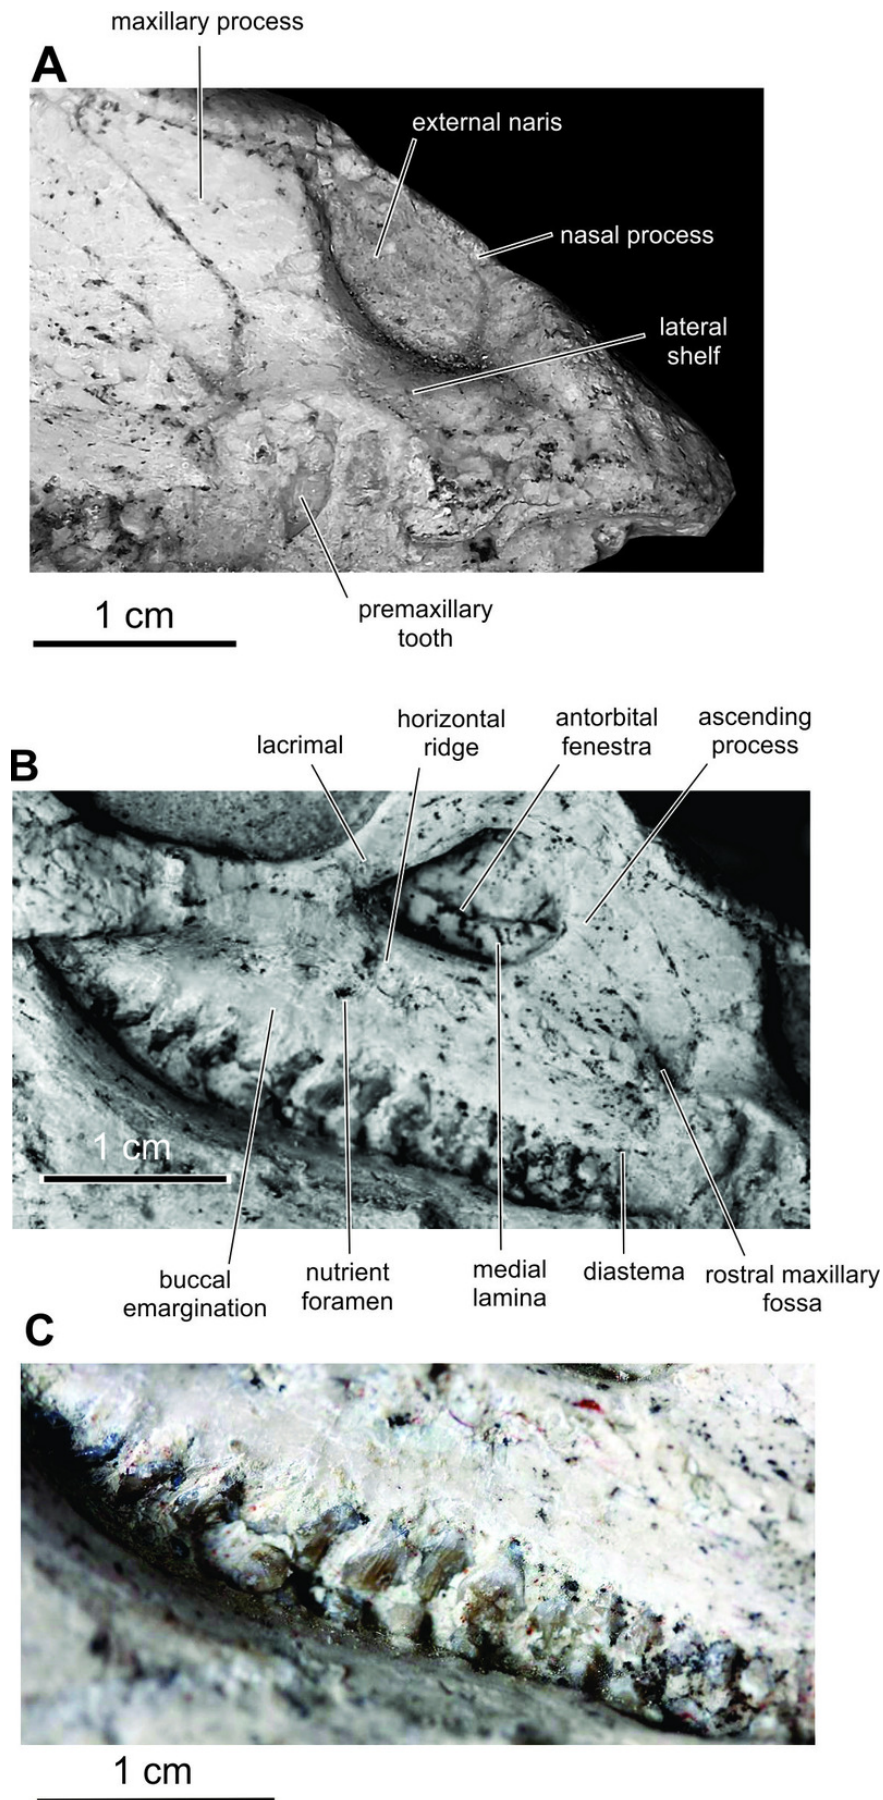 maxillary process
A
external naris
nasal process
lateral
shelf
1 cm
premaxillary
tooth
B
lacrimal
horizontal
ridge
antorbital
fenestra
ascending
process
1 cm
buccal
emargination
nutrient
foramen
medial
lamina
diastema
rostral maxillary
fossa
C
1 cm